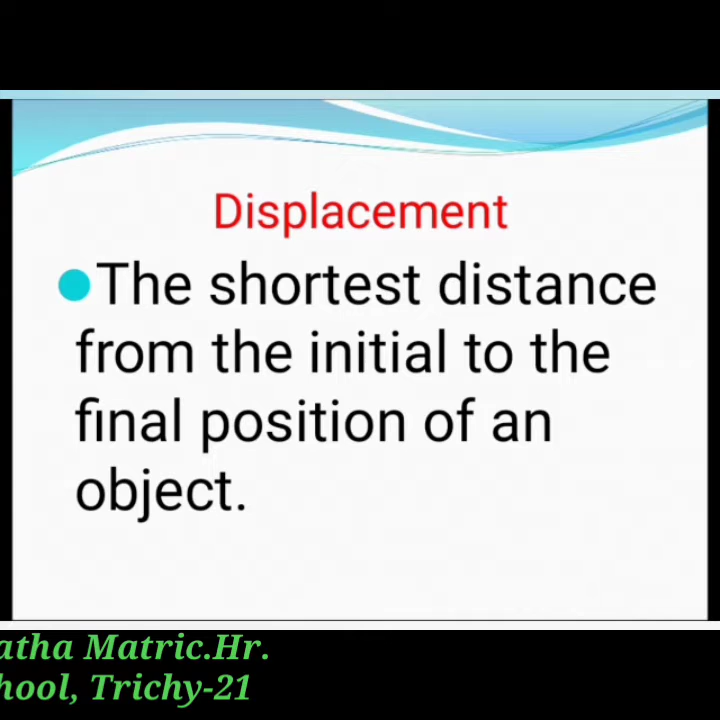 Displacement
The shortest distance
from the initial to the
final position of an
object.
atha Matric.Hr.
hool, Trichy-21